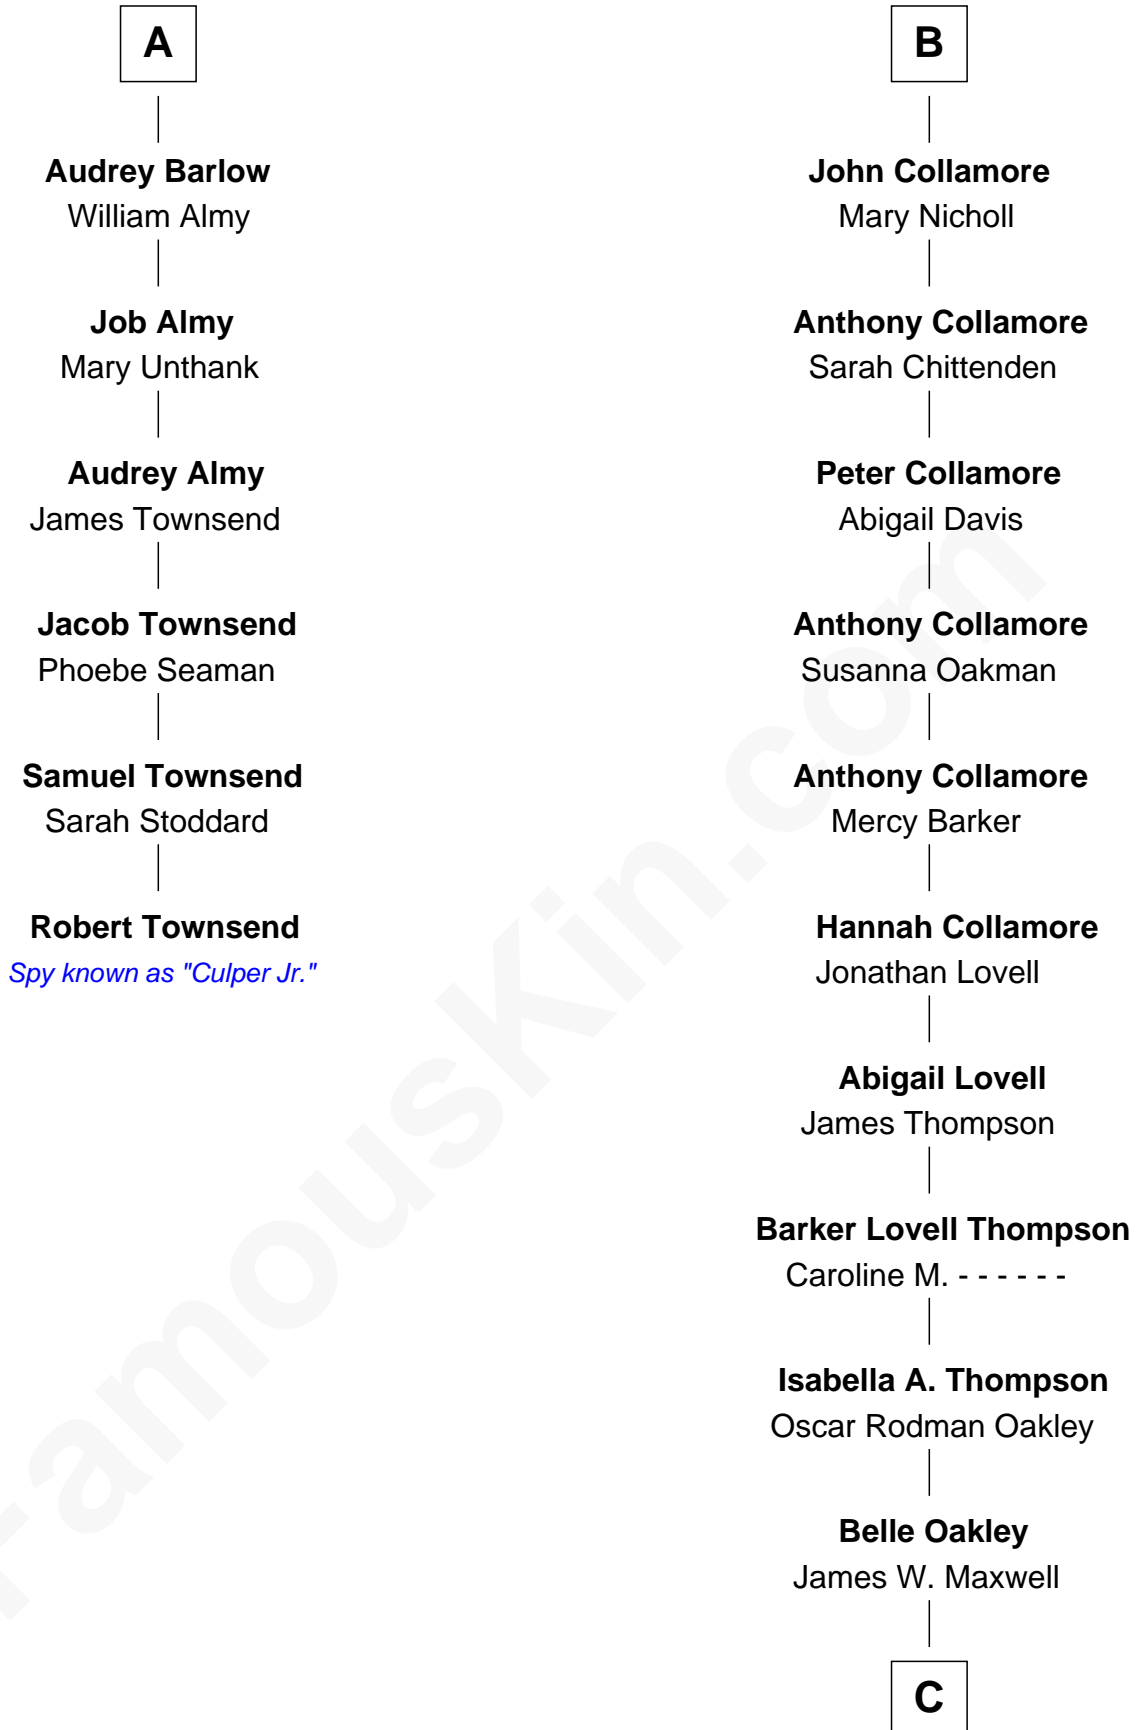 A
Audrey Barlow
William Almy
Job Almy
Mary Unthank
Audrey Almy
James Townsend
Jacob Townsend
Phoebe Seaman
Samuel Townsend
Sarah Stoddard
Robert Townsend
Spy known as "Culper Jr."
B
John Collamore
Mary Nicholl
Anthony Collamore
Sarah Chittenden
Peter Collamore
Abigail Davis
Anthony Collamore
Susanna Oakman
Anthony Collamore
Mercy Barker
Hannah Collamore
Jonathan Lovell
Abigail Lovell
James Thompson
Barker Lovell Thompson
Caroline M. - - - - - -
Isabella A. Thompson
Oscar Rodman Oakley
Belle Oakley
James W. Maxwell
C
FamousKin.com